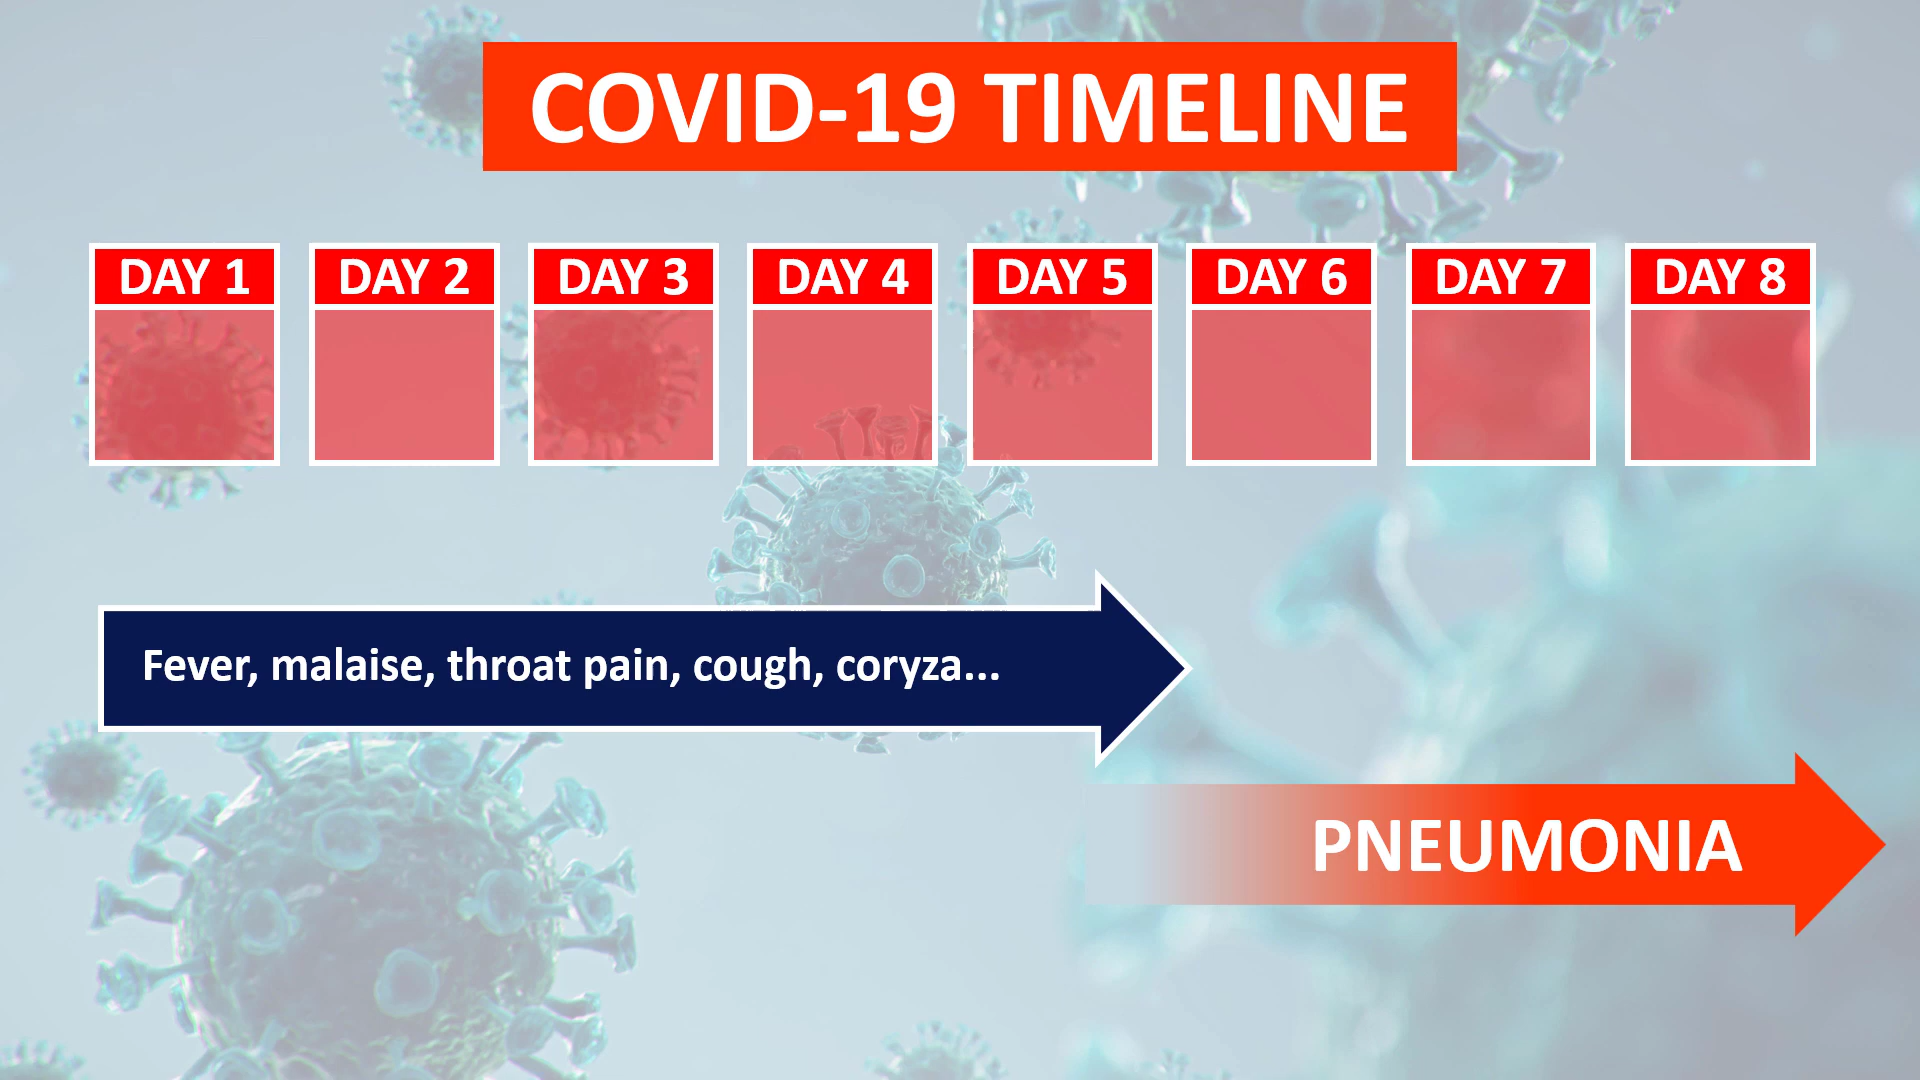 COVID-19 TIMELINE
DAY 1
DAY 2
DAY 3
DAY 4
DAY 5
DAY 6
DAY 7
DAY 8
Fever, malaise, throat pain, cough, coryza...
PNEUMONIA